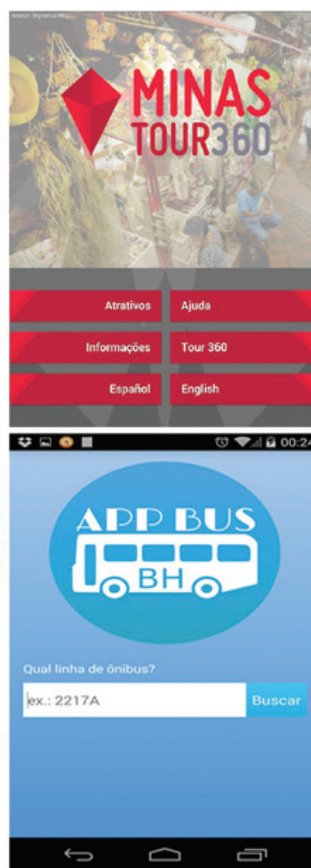 MINAS
TOUR360
Atrativos
Ajuda
Informações
Tour 360
Español
English
00:24
APP BUS
BH
Qual linha de ônibus?
ex.: 2217A
Buscar